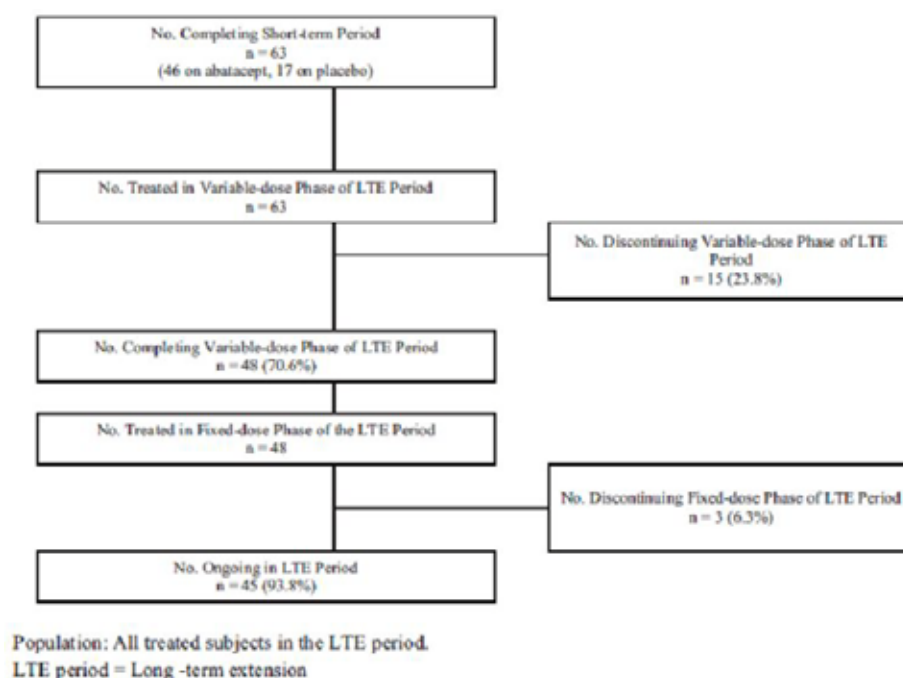 No. Completing Short-term Period
n = 63
(46 on abatacept, 17 on placebo)
No. Treated in Variable-dose Phase of LTE Period
n = 63
No. Discontinuing Variable-dose Phase of LTE
Period
n = 15 (23.8%)
No. Completing Variable-dose Phase of LTE Period
n = 48 (70.6%)
No. Treated in Fixed-dose Phase of the LTE Period
n = 48
No. Discontinuing Fixed-dose Phase of LTE Period
n = 3 (6.3%)
No. Ongoing in LTE Period
n = 45 (93.8%)
Population: All treated subjects in the LTE period.
LTE period = Long -term extension